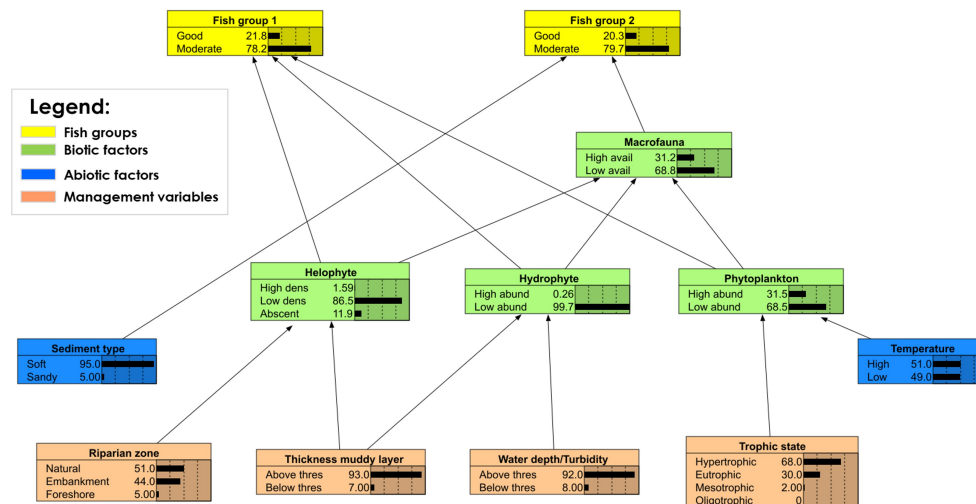 Fish group 1
Good 21.8
Moderate 78.2
Fish group 2
Good 20.3
Moderate 79.7
Legend:
Fish groups
Biotic factors
Abiotic factors
Management variables
Macrofauna
High avail 31.2
Low avail 68.8
Helophyte
High dens 1.59
Low dens 86.5
Abscent 11.9
Hydrophyte
High abund 0.26
Low abund 99.7
Phytoplankton
High abund 31.5
Low abund 68.5
Sediment type
Soft 95.0
Sandy 5.00
Temperature
High 51.0
Low 49.0
Riparian zone
Natural 51.0
Embankment 44.0
Foreshore 5.00
Thickness muddy layer
Above thres 93.0
Below thres 7.00
Water depth/Turbidity
Above thres 92.0
Below thres 8.00
Trophic state
Hypertrophic 68.0
Eutrophic 30.0
Mesotrophic 2.00
Oligotrophic 0